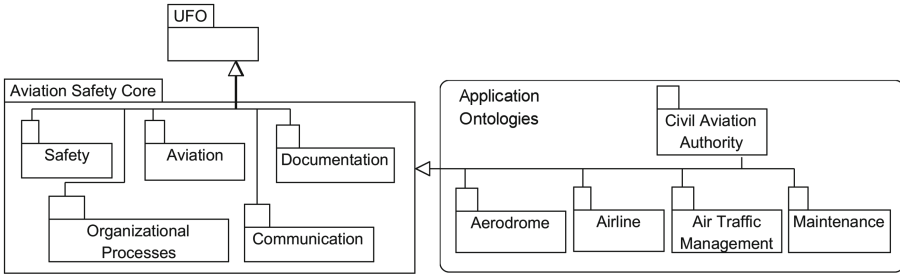 UFO
Aviation Safety Core
Safety
Aviation
Documentation
Organizational
Processes
Communication
Application
Ontologies
Civil Aviation
Authority
Aerodrome
Airline
Air Traffic
Management
Maintenance